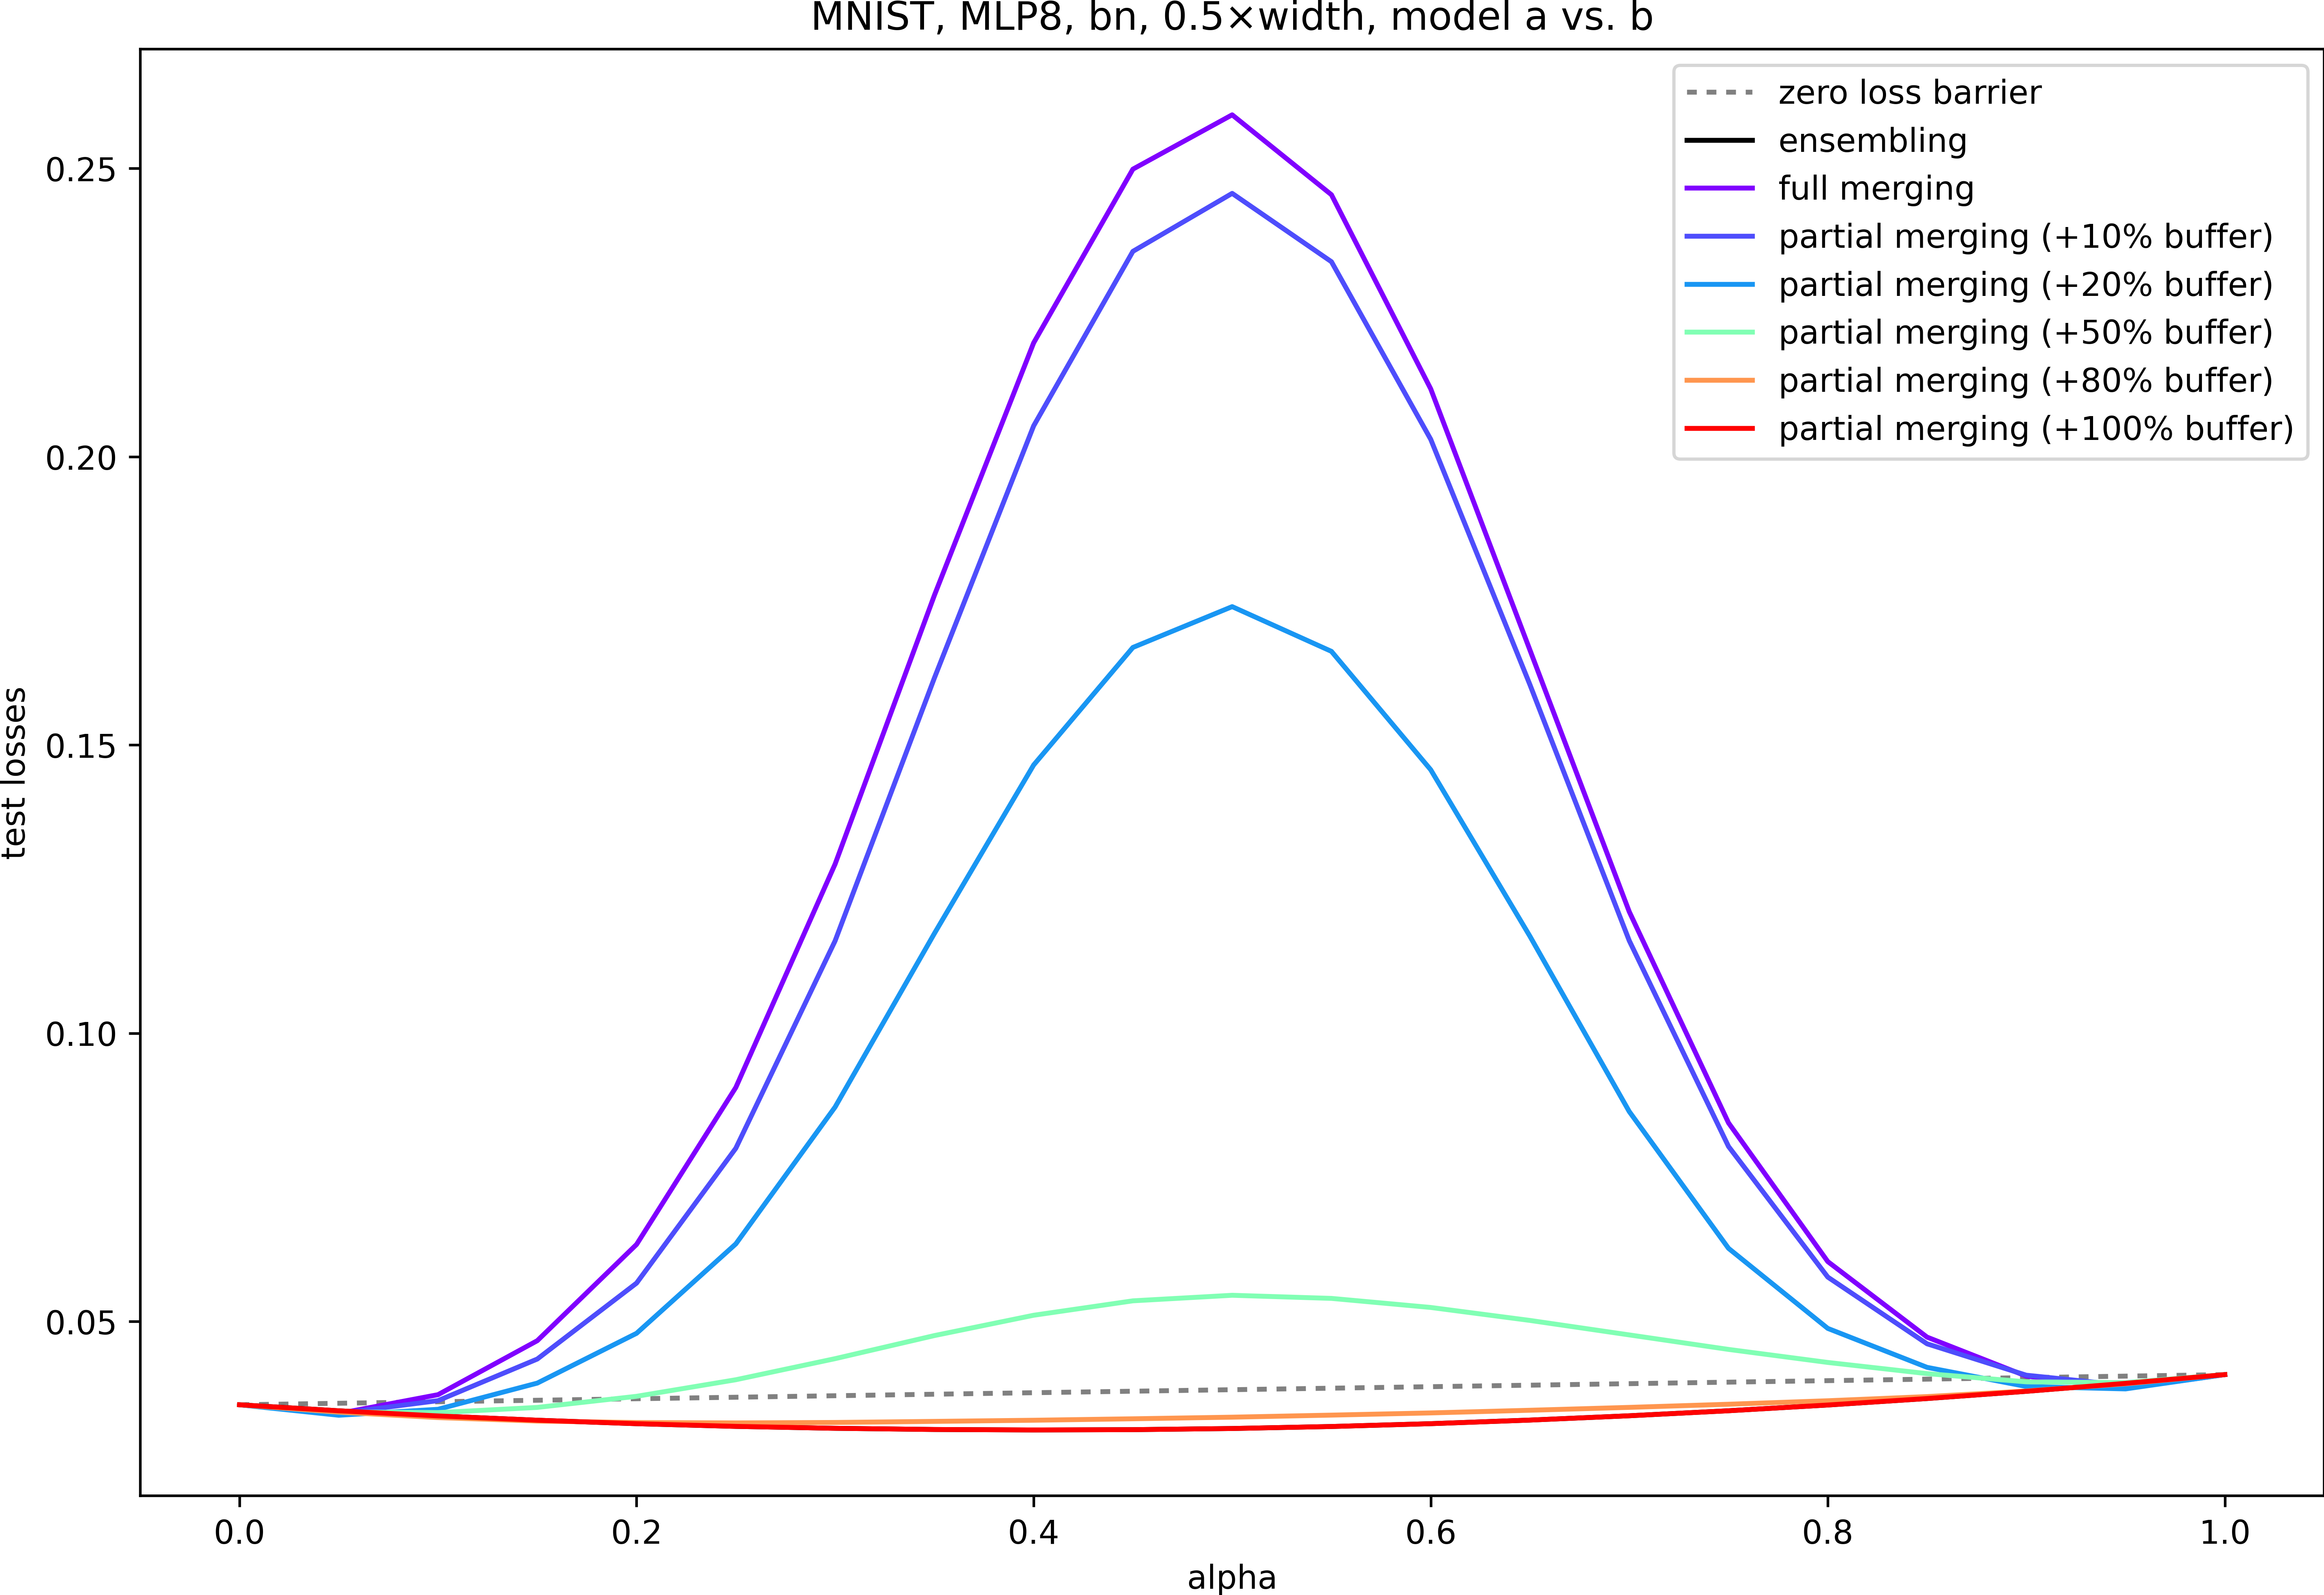 MNIST, MLP8, bn, 0.5×width, model a vs. b
zero loss barrier
ensembling
full merging
partial merging (+10% buffer)
partial merging (+20% buffer)
partial merging (+50% buffer)
partial merging (+80% buffer)
partial merging (+100% buffer)
test losses
0.25
0.20
0.15
0.10
0.05
0.0
0.2
0.4
0.6
0.8
1.0
alpha